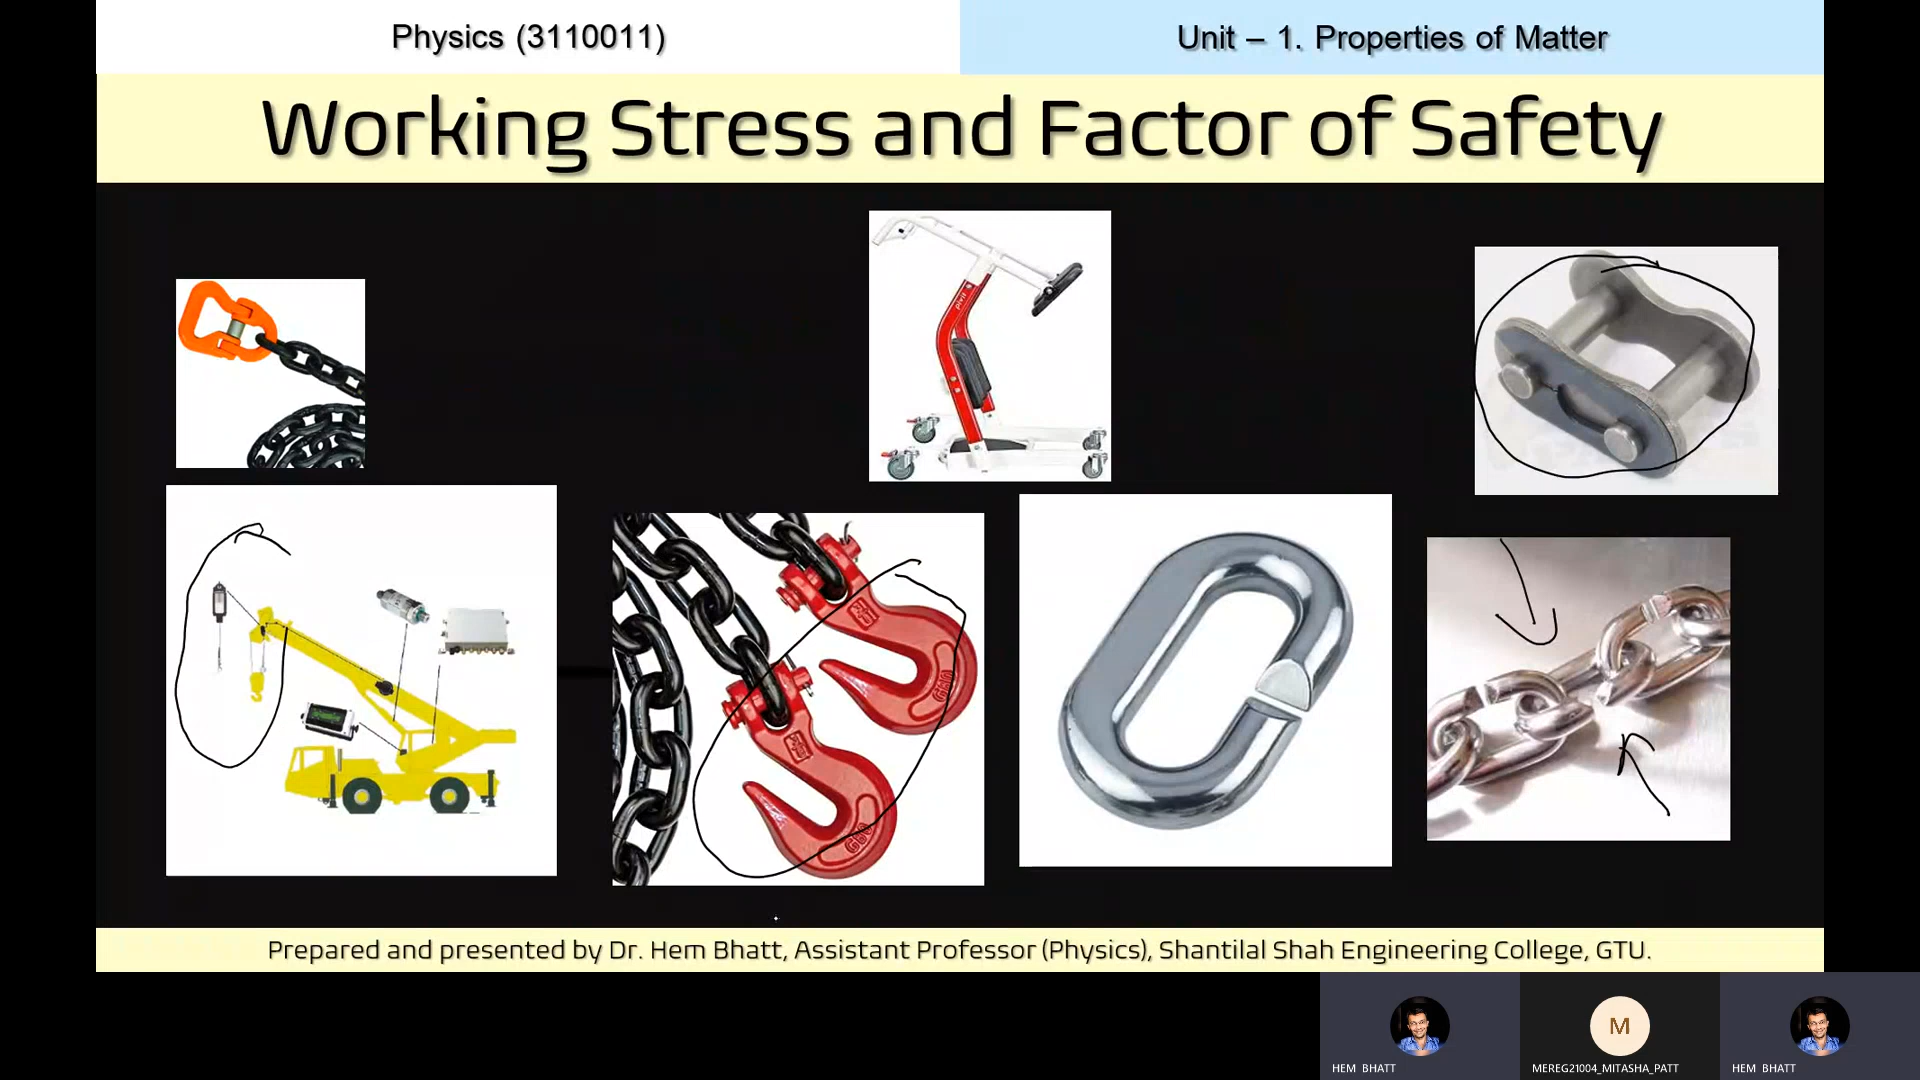 Physics (3110011)
Unit – 1. Properties of Matter
Working Stress and Factor of Safety
Prepared and presented by Dr. Hem Bhatt, Assistant Professor (Physics), Shantilal Shah Engineering College, GTU.
M
HEM BHATT
MEREG21004_MITASHA_PATT
HEM BHATT